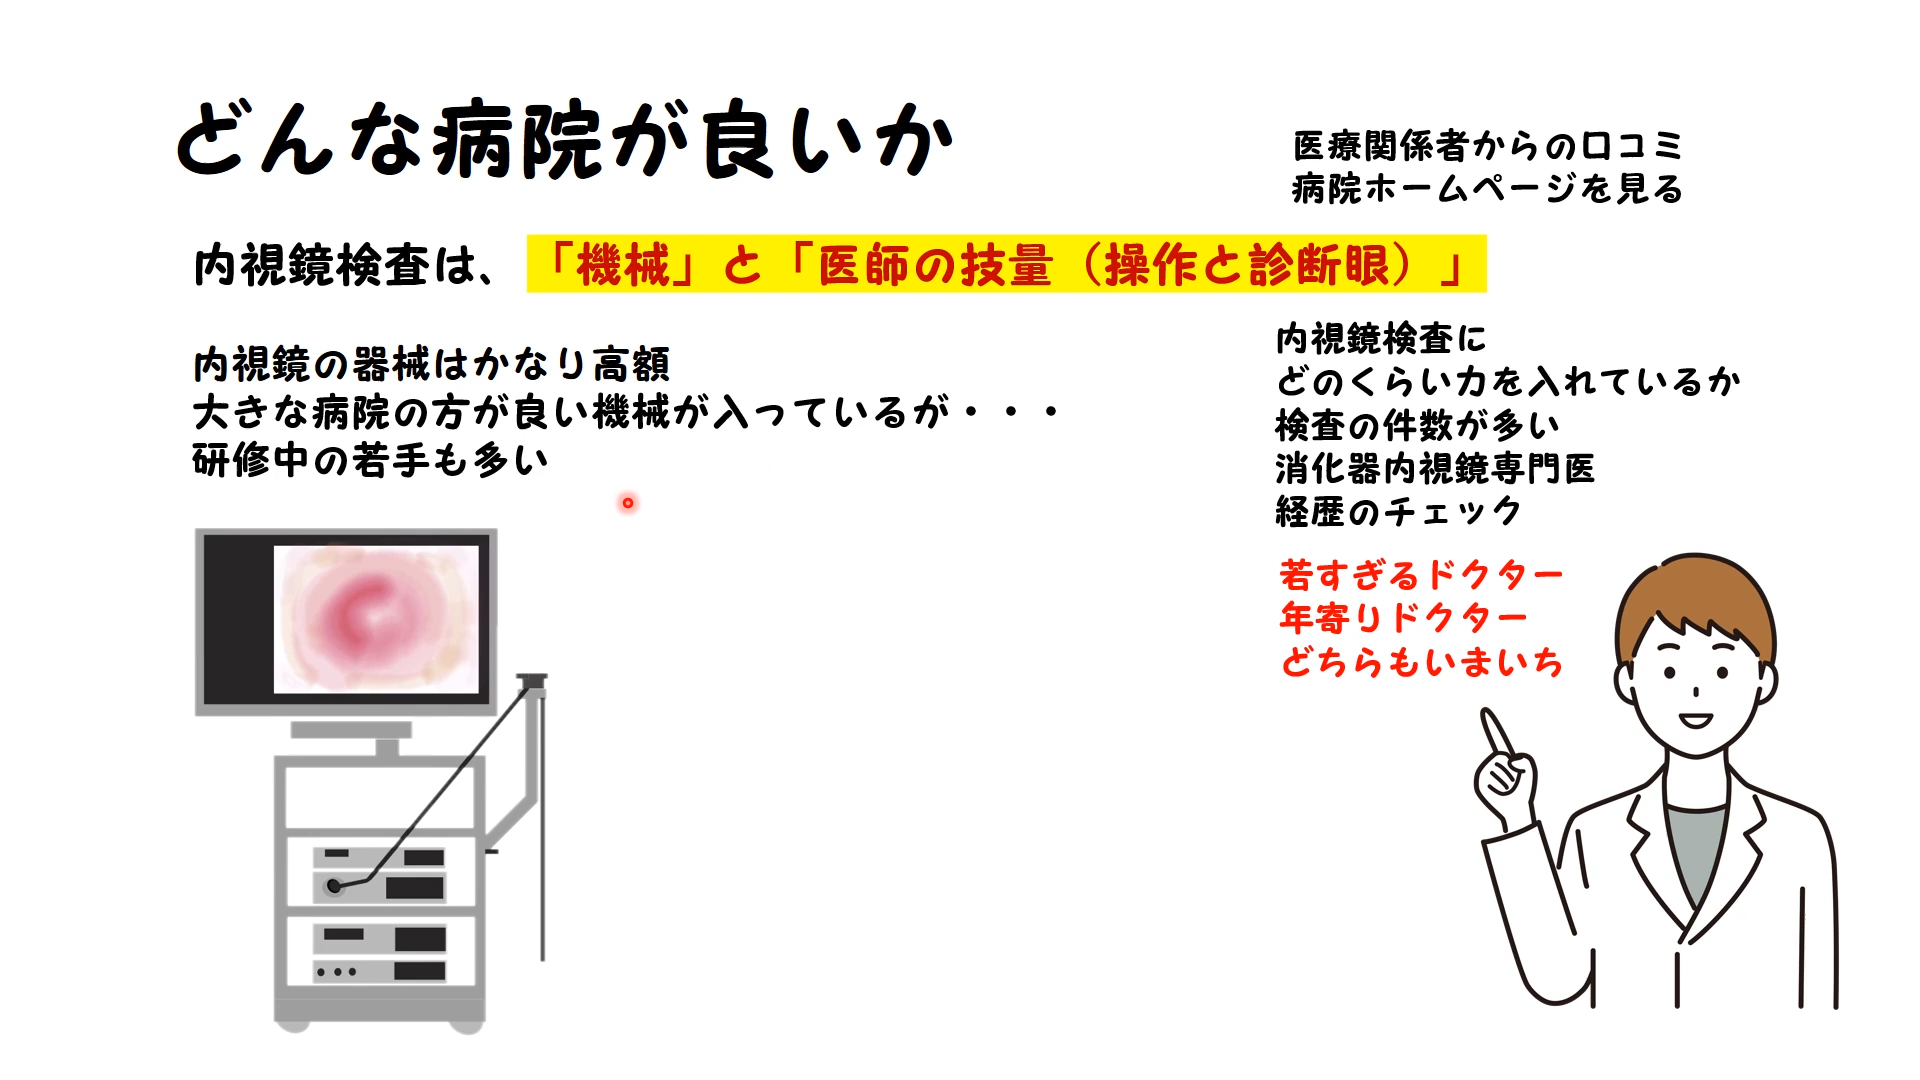 どんな病院が良いか
医療関係者からの口コミ
病院ホームページを見る
内視鏡検査は、「機械」と「医師の技量（操作と診断眼）」
内視鏡の器械はかなり高額
大きな病院の方が良い機械が入っているが・・・
研修中の若手も多い
内視鏡検査に
どのくらい力を入れているか
検査の件数が多い
消化器内視鏡専門医
経歴のチェック
若すぎるドクター
年寄りドクター
どちらもいまいち